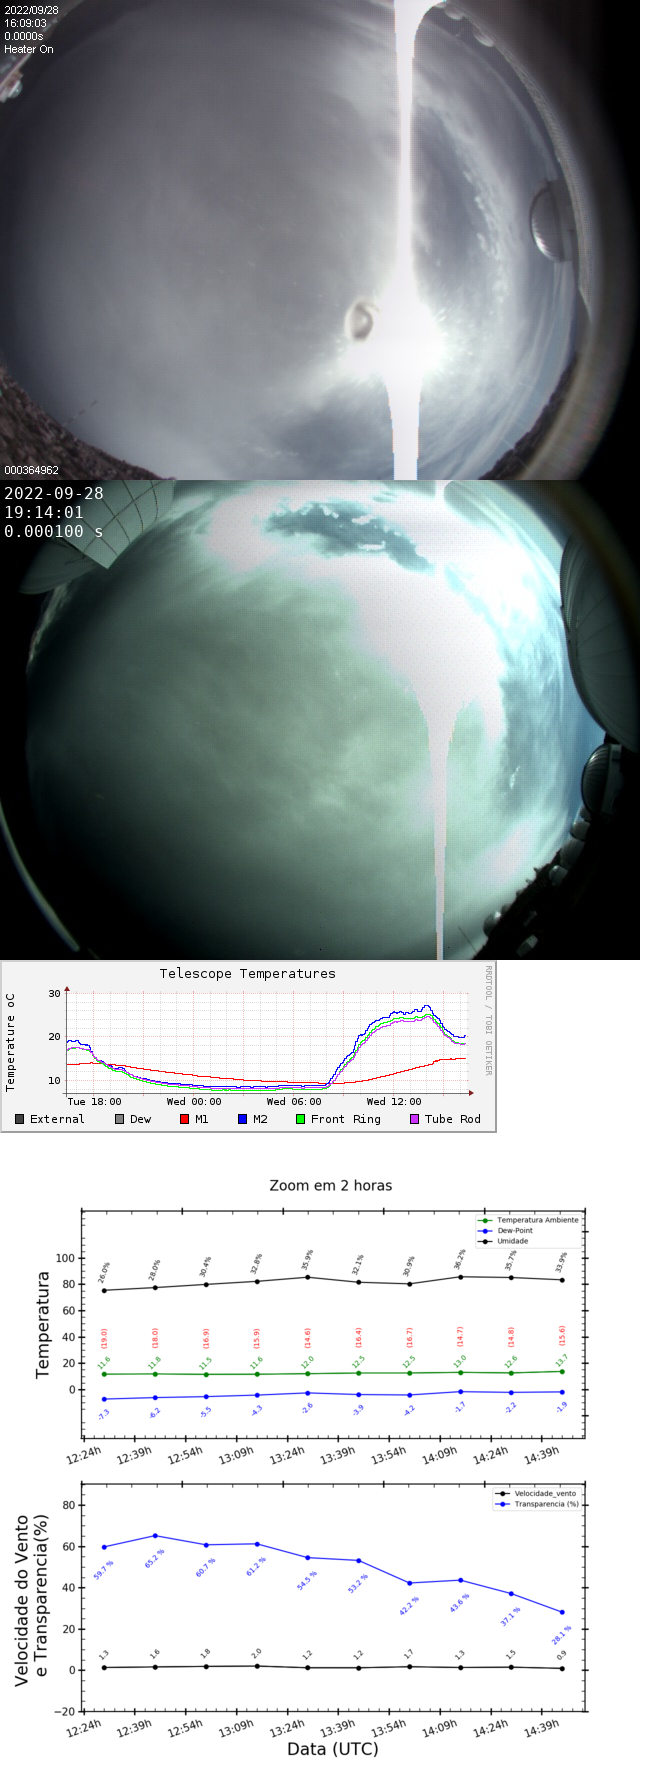 2022/09/28
16:09:03
0.0000s
Heater On
000364962
2022-09-28
19:14:01
0.000100 s
Telescope Temperatures
RRDTOOL / TOBI OETIKER
Temperature oC
30
20
10
Tue 18:00 Wed 00:00 Wed 06:00 Wed 12:00
External Dew M1 M2 Front Ring Tube Rod
Zoom em 2 horas
Temperatura Ambiente
Dew-Point
Umidade
Temperatura
100
80
60
40
20
0
26.0% 28.0% 30.4% 32.8% 35.9% 32.1% 30.9% 36.2% 35.7% 33.9%
(19.0) (18.0) (16.9) (15.9) (14.6) (16.4) (16.7) (14.7) (14.8) (15.6)
11.6 11.8 11.5 11.6 12.0 12.5 12.5 13.0 12.6 13.7
-7.3 -6.2 -5.5 -4.3 -2.6 -3.9 -4.2 -1.7 -2.2 -1.9
12:24h 12:39h 12:54h 13:09h 13:24h 13:39h 13:54h 14:09h 14:24h 14:39h
Velocidade_vento
Transparencia (%)
Velocidade do Vento
e Transparencia(%)
80
60
40
20
0
−20
59.7 % 65.2 % 60.7 % 61.2 % 54.5 % 53.2 % 42.2 % 43.6 % 37.1 % 28.1 %
1.3 1.6 1.8 2.0 1.2 1.2 1.7 1.3 1.5 0.9
12:24h 12:39h 12:54h 13:09h 13:24h 13:39h 13:54h 14:09h 14:24h 14:39h
Data (UTC)